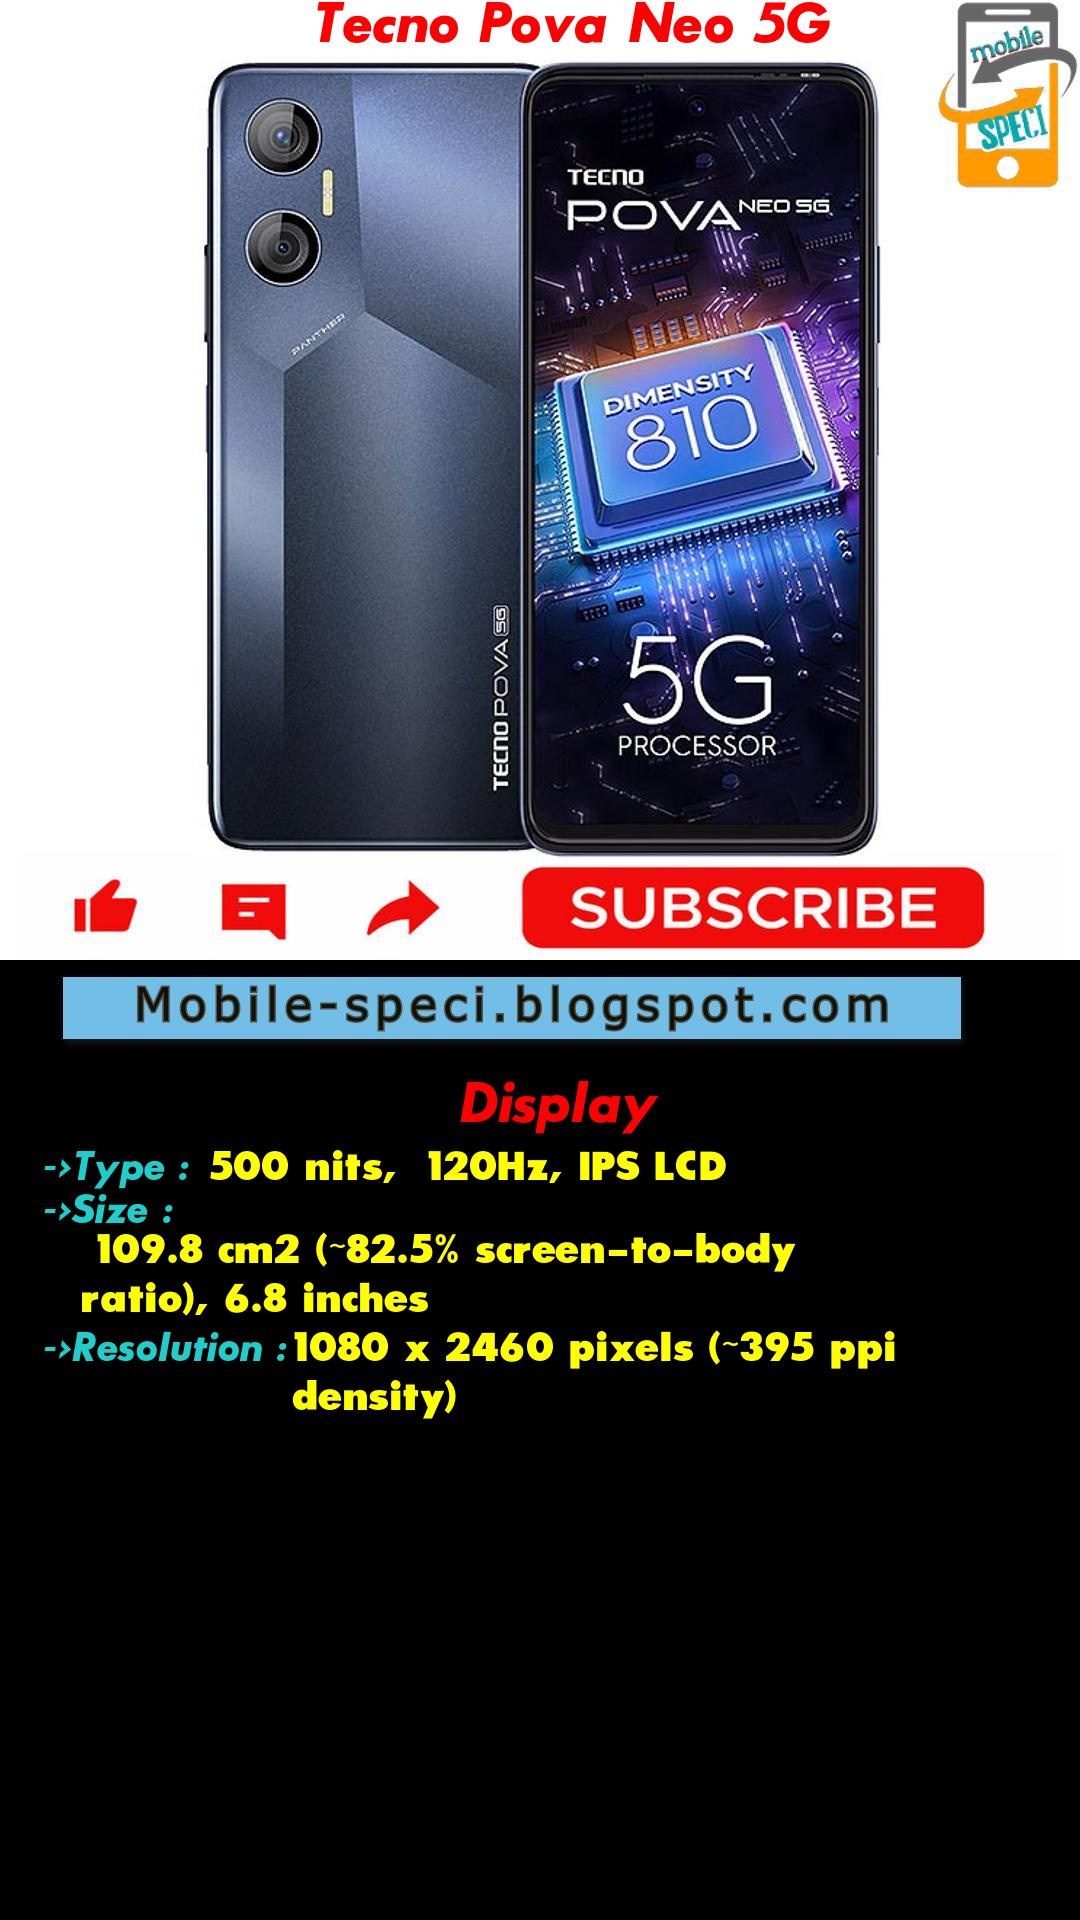 Tecno Pova Neo 5G
mobile
SPECI
TECNO
POVA NEO 5G
PANTHER
DIMENSITY
810
TECNO POVA 5G
5G
PROCESSOR
SUBSCRIBE
Mobile-speci.blogspot.com
Display
->Type : 500 nits, 120Hz, IPS LCD
->Size :
109.8 cm2 (~82.5% screen-to-body
ratio), 6.8 inches
->Resolution : 1080 x 2460 pixels (~395 ppi
density)